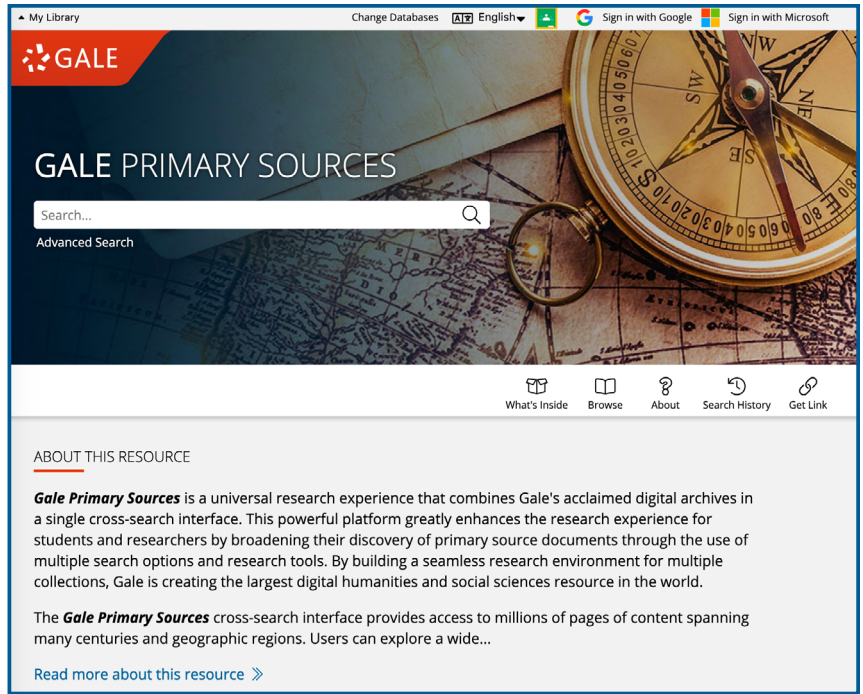 My Library
Change Databases
English
Sign in with Google
Sign in with Microsoft
GALE
GALE PRIMARY SOURCES
Search...
Advanced Search
What's Inside
Browse
About
Search History
Get Link
ABOUT THIS RESOURCE
Gale Primary Sources is a universal research experience that combines Gale's acclaimed digital archives in
a single cross-search interface. This powerful platform greatly enhances the research experience for
students and researchers by broadening their discovery of primary source documents through the use of
multiple search options and research tools. By building a seamless research environment for multiple
collections, Gale is creating the largest digital humanities and social sciences resource in the world.
The Gale Primary Sources cross-search interface provides access to millions of pages of content spanning
many centuries and geographic regions. Users can explore a wide...
Read more about this resource